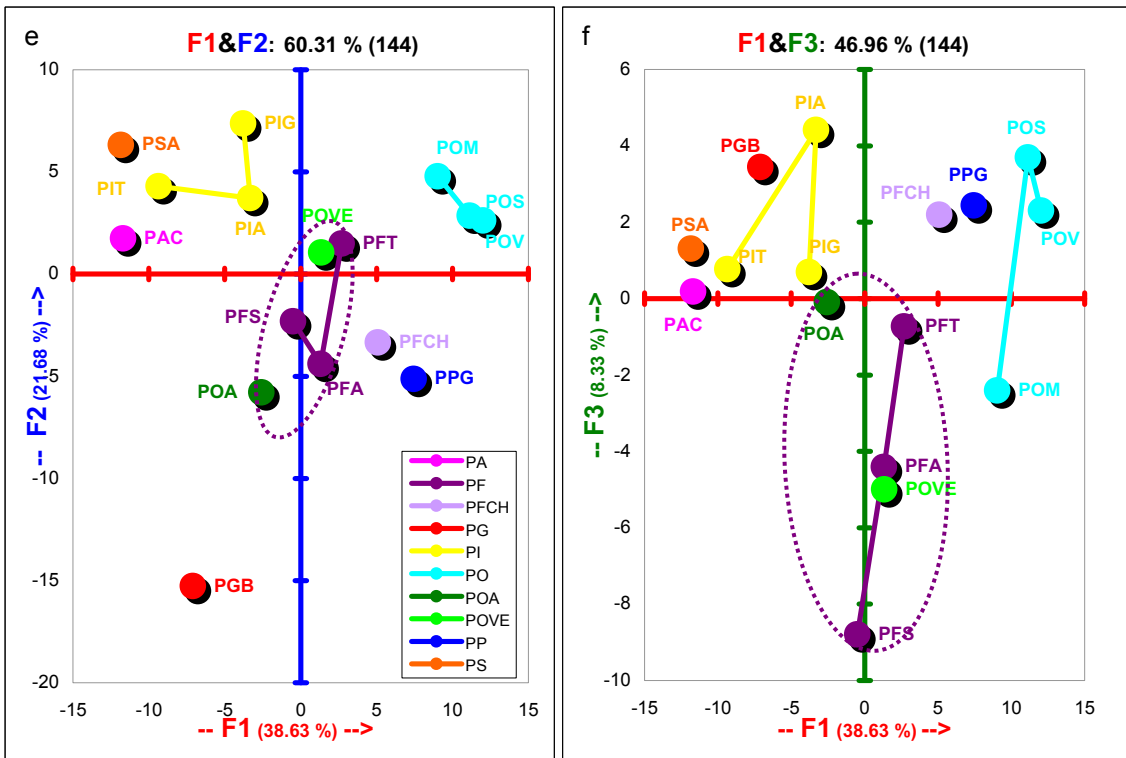 e
F1&F2: 60.31 % (144)
10
5
0
-5
-10
-15
-20
-- F2 (21.68 %) -->
PSA
PIG
PIT
PIA
PAC
POM
POS
POV
POVE
PFT
PFS
PFCH
PFA
PPG
POA
PGB
PA
PF
PFCH
PG
PI
PO
POA
POVE
PP
PS
-15 -10 -5 0 5 10 15
-- F1 (38.63 %) -->
f
F1&F3: 46.96 % (144)
6
4
2
0
-2
-4
-6
-8
-10
-- F3 (8.33 %) -->
PIA
POS
PGB
PPG
PFCH
PSA
POV
PIT
PIG
PAC
POA
PFT
POM
PFA
POVE
PFS
-15 -10 -5 0 5 10 15
-- F1 (38.63 %) -->